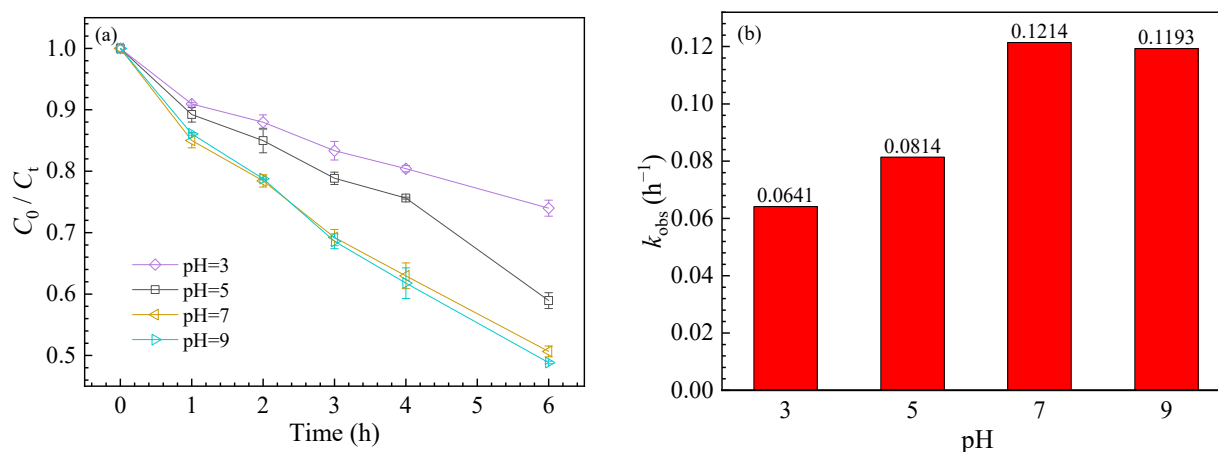 (a)
1.0
0.9
0.8
0.7
0.6
0.5
C₀ / Cₜ
pH=3
pH=5
pH=7
pH=9
0 1 2 3 4 5 6
Time (h)
(b)
0.12
0.10
0.08
0.06
0.04
0.02
0.00
k_obs (h⁻¹)
0.0641
0.0814
0.1214
0.1193
3 5 7 9
pH